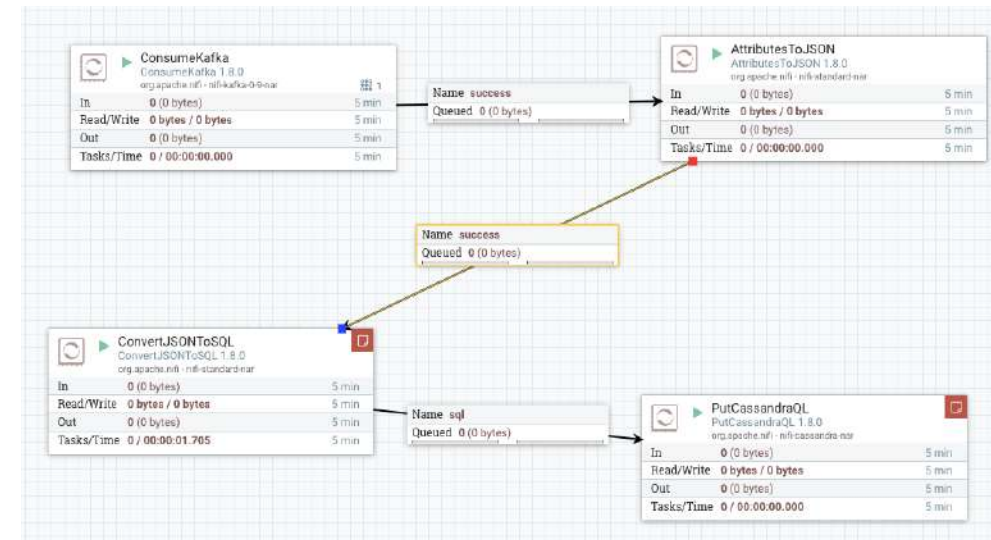 ConsumeKafka
ConsumeKafka 1.8.0
org.apache.nifi - nifi-kafka-0-9-nar
1
In 0 (0 bytes) 5 min
Read/Write 0 bytes / 0 bytes 5 min
Out 0 (0 bytes) 5 min
Tasks/Time 0 / 00:00:00.000 5 min
Name success
Queued 0 (0 bytes)
AttributesToJSON
AttributesToJSON 1.8.0
org.apache.nifi - nifi-standard-nar
In 0 (0 bytes) 5 min
Read/Write 0 bytes / 0 bytes 5 min
Out 0 (0 bytes) 5 min
Tasks/Time 0 / 00:00:00.000 5 min
Name success
Queued 0 (0 bytes)
ConvertJSONToSQL
ConvertJSONToSQL 1.8.0
org.apache.nifi - nifi-standard-nar
In 0 (0 bytes) 5 min
Read/Write 0 bytes / 0 bytes 5 min
Out 0 (0 bytes) 5 min
Tasks/Time 0 / 00:00:01.705 5 min
Name sql
Queued 0 (0 bytes)
PutCassandraQL
PutCassandraQL 1.8.0
org.apache.nifi - nifi-cassandra-nar
In 0 (0 bytes) 5 min
Read/Write 0 bytes / 0 bytes 5 min
Out 0 (0 bytes) 5 min
Tasks/Time 0 / 00:00:00.000 5 min